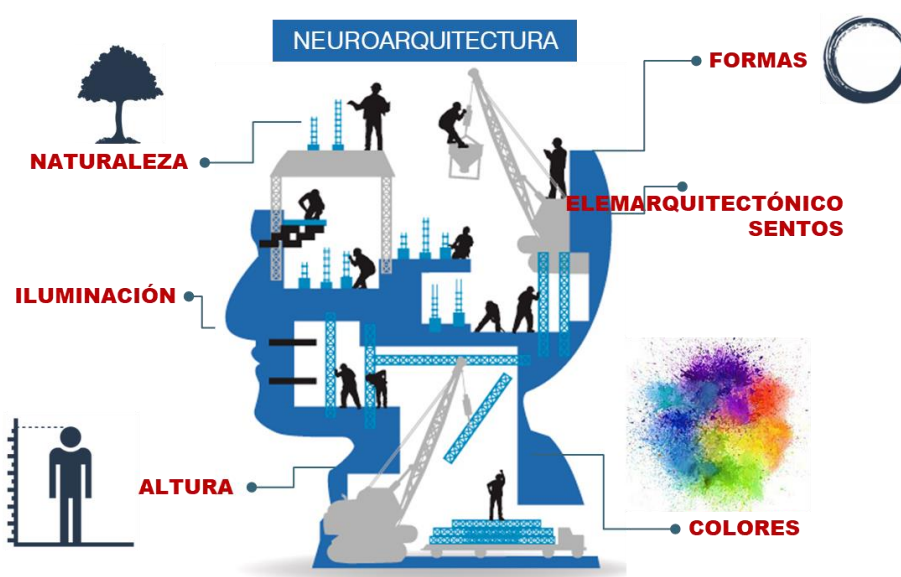 NEUROARQUITECTURA
FORMAS
NATURALEZA
ELEMARQUITECTÓNICO
SENTOS
ILUMINACIÓN
ALTURA
COLORES